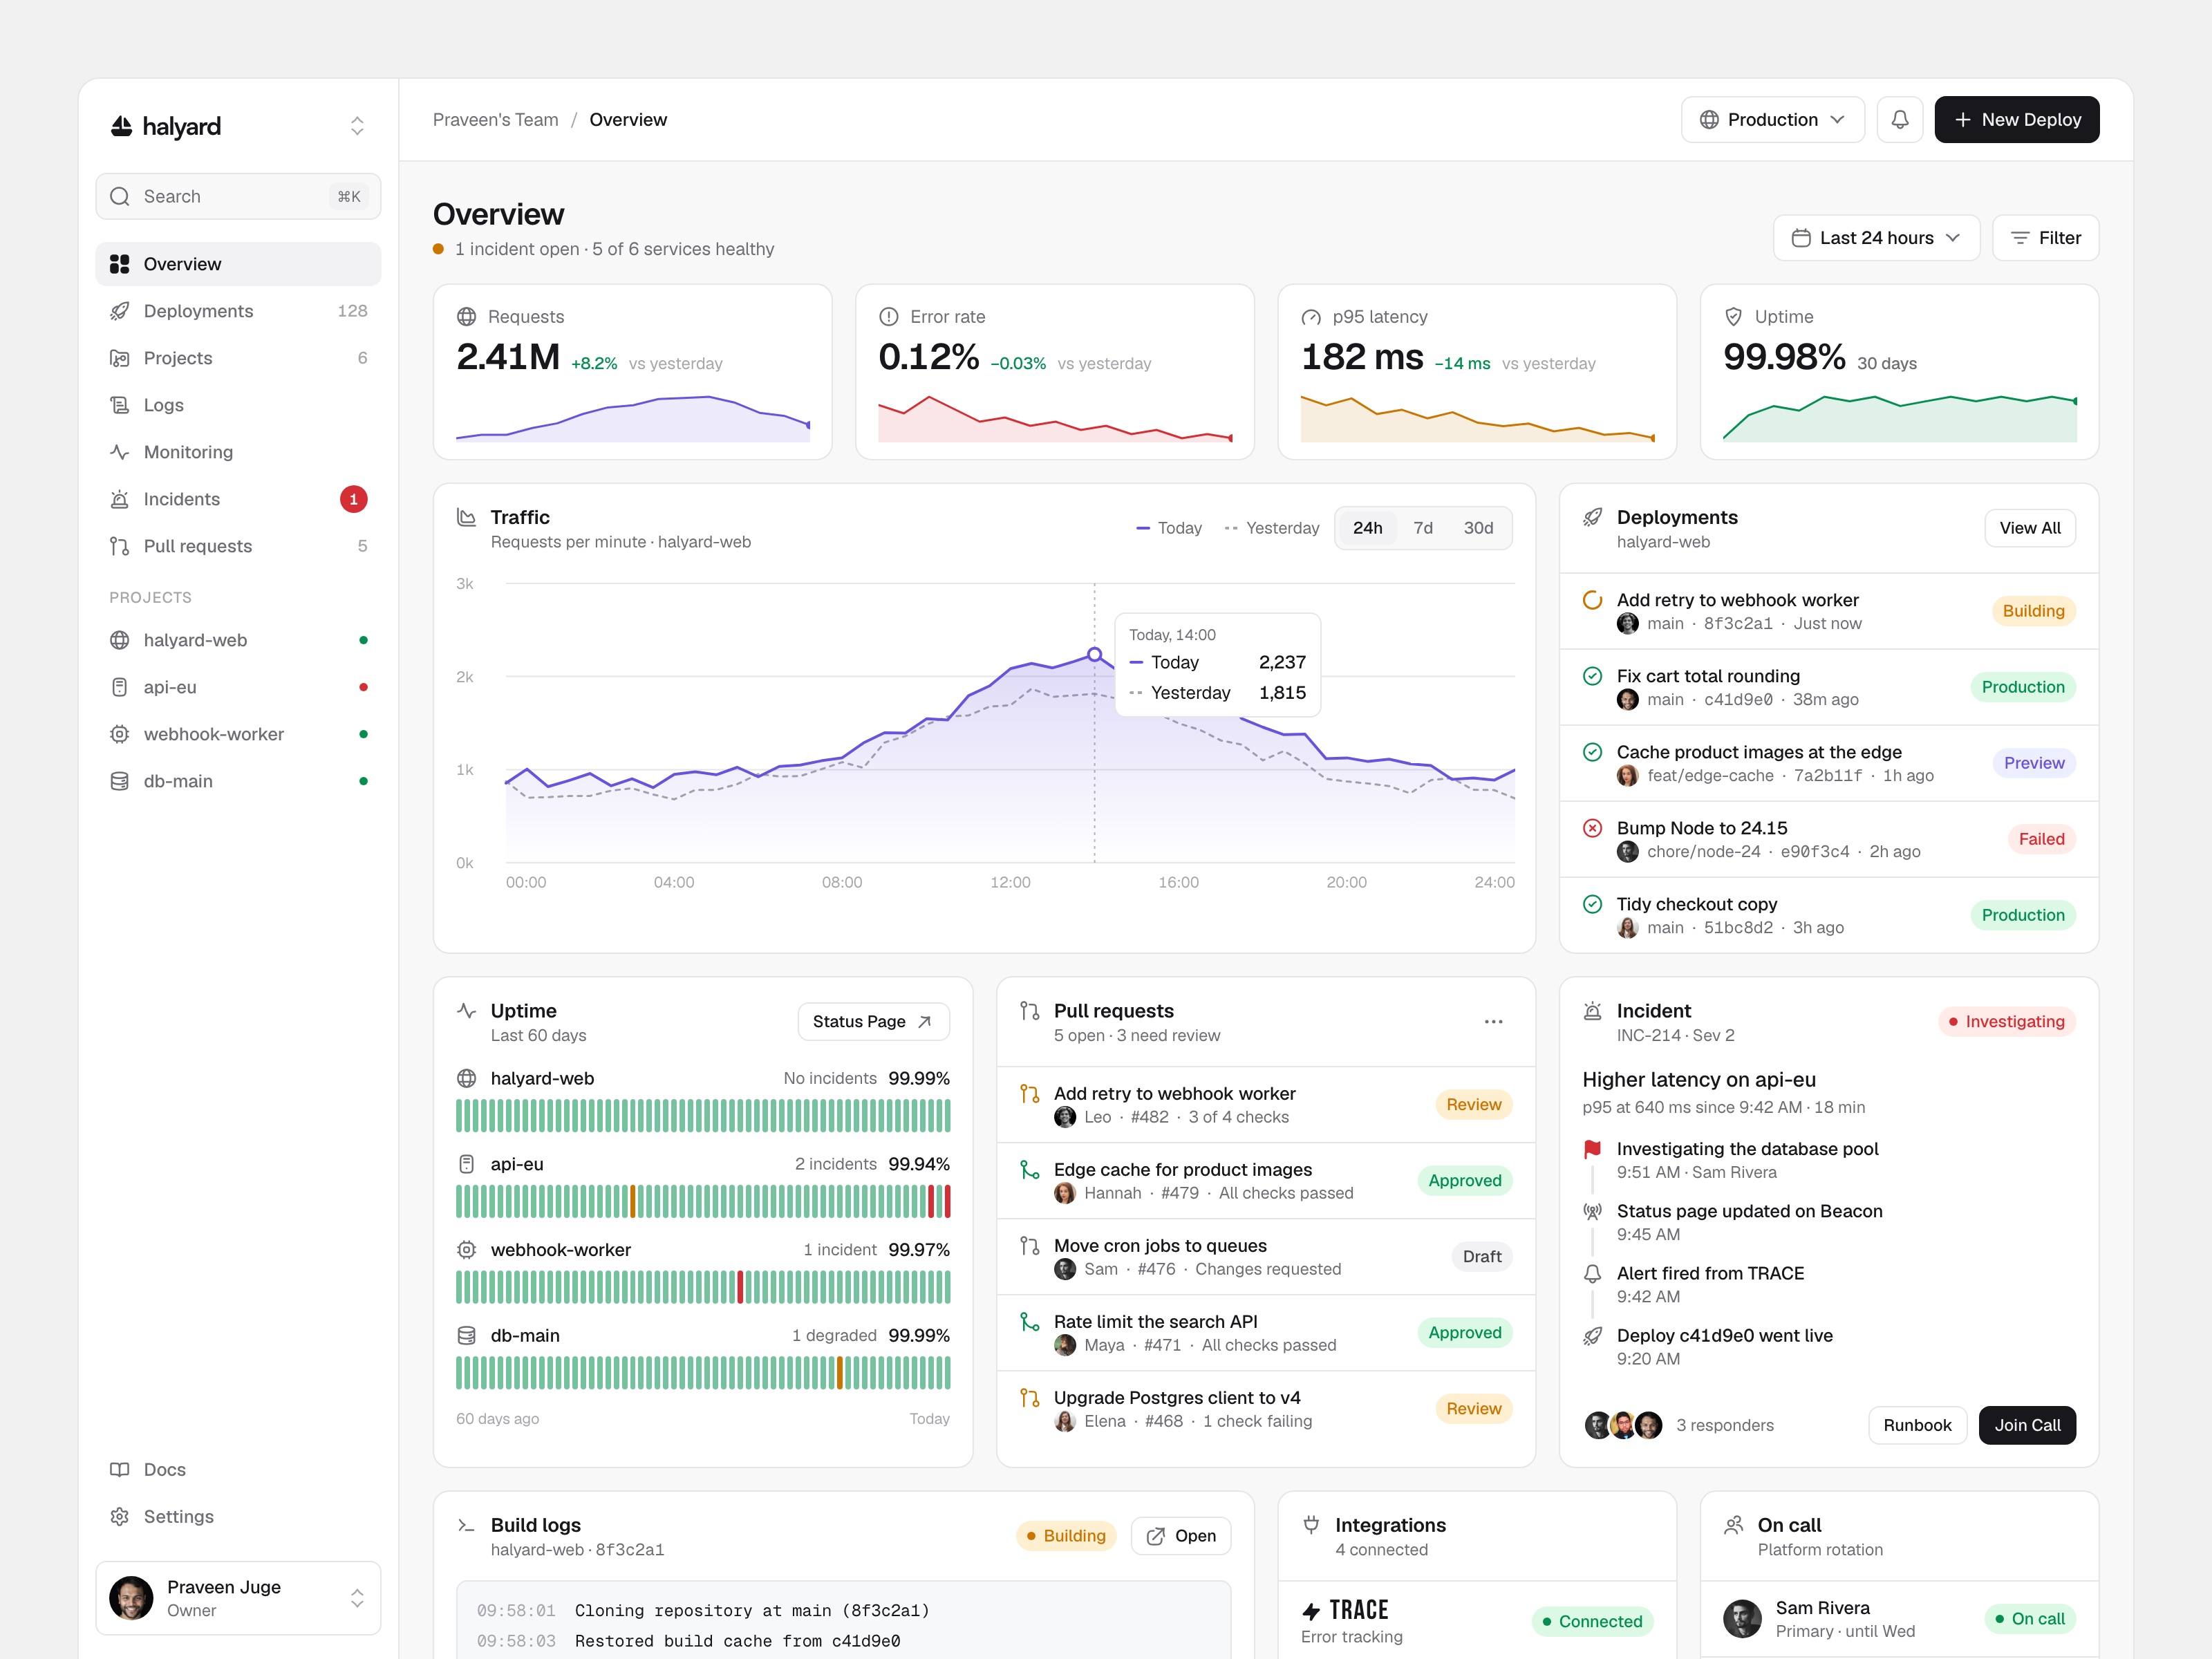 halyard
Search ⌘K
Overview
Deployments 128
Projects 6
Logs
Monitoring
Incidents 1
Pull requests 5
PROJECTS
halyard-web
api-eu
webhook-worker
db-main
Docs
Settings
Praveen Juge
Owner
Praveen's Team / Overview
Production
+ New Deploy
Overview
1 incident open · 5 of 6 services healthy
Last 24 hours
Filter
Requests
2.41M +8.2% vs yesterday
Error rate
0.12% −0.03% vs yesterday
p95 latency
182 ms −14 ms vs yesterday
Uptime
99.98% 30 days
Traffic
Requests per minute · halyard-web
Today Yesterday
24h 7d 30d
3k
2k
1k
0k
Today, 14:00
Today 2,237
Yesterday 1,815
00:00 04:00 08:00 12:00 16:00 20:00 24:00
Deployments
halyard-web
View All
Add retry to webhook worker
main · 8f3c2a1 · Just now
Building
Fix cart total rounding
main · c41d9e0 · 38m ago
Production
Cache product images at the edge
feat/edge-cache · 7a2b11f · 1h ago
Preview
Bump Node to 24.15
chore/node-24 · e90f3c4 · 2h ago
Failed
Tidy checkout copy
main · 51bc8d2 · 3h ago
Production
Uptime
Last 60 days
Status Page
halyard-web No incidents 99.99%
api-eu 2 incidents 99.94%
webhook-worker 1 incident 99.97%
db-main 1 degraded 99.99%
60 days ago Today
Pull requests
5 open · 3 need review
Add retry to webhook worker
Leo · #482 · 3 of 4 checks
Review
Edge cache for product images
Hannah · #479 · All checks passed
Approved
Move cron jobs to queues
Sam · #476 · Changes requested
Draft
Rate limit the search API
Maya · #471 · All checks passed
Approved
Upgrade Postgres client to v4
Elena · #468 · 1 check failing
Review
Incident
INC-214 · Sev 2
Investigating
Higher latency on api-eu
p95 at 640 ms since 9:42 AM · 18 min
Investigating the database pool
9:51 AM · Sam Rivera
Status page updated on Beacon
9:45 AM
Alert fired from TRACE
9:42 AM
Deploy c41d9e0 went live
9:20 AM
3 responders
Runbook
Join Call
Build logs
halyard-web · 8f3c2a1
Building
Open
09:58:01 Cloning repository at main (8f3c2a1)
09:58:03 Restored build cache from c41d9e0
Integrations
4 connected
TRACE
Error tracking
Connected
On call
Platform rotation
Sam Rivera
Primary · until Wed
On call